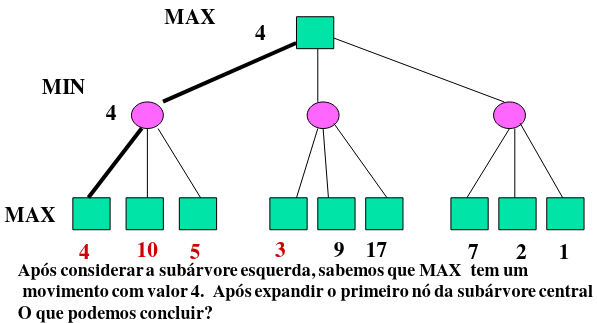 MAX
4
MIN
4
MAX
4 10 5 3 9 17 7 2 1
Após considerar a subárvore esquerda, sabemos que MAX tem um
movimento com valor 4. Após expandir o primeiro nó da subárvore central
O que podemos concluir?